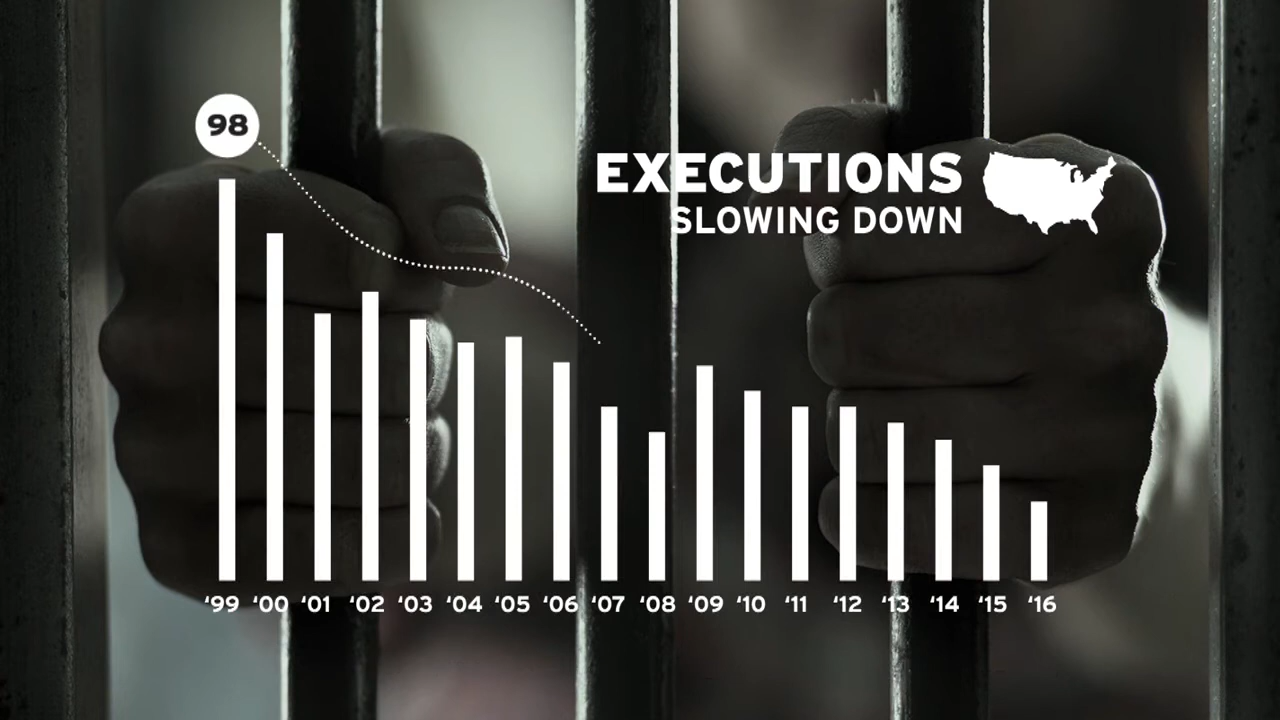 98
EXECUTIONS
SLOWING DOWN
‘99 ‘00 ‘01 ‘02 ‘03 ‘04 ‘05 ‘06 ‘07 ‘08 ‘09 ‘10 ‘11 ‘12 ‘13 ‘14 ‘15 ‘16